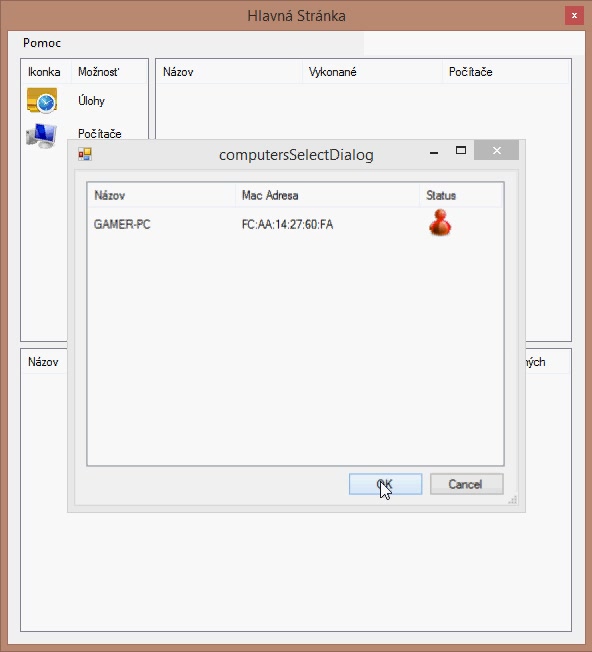 Hlavná Stránka
Pomoc
Ikonka Možnosť
Názov Vykonané Počítače
Úlohy
Počítače
computersSelectDialog
Názov Mac Adresa Status
GAMER-PC FC:AA:14:27:60:FA
Názov
OK Cancel